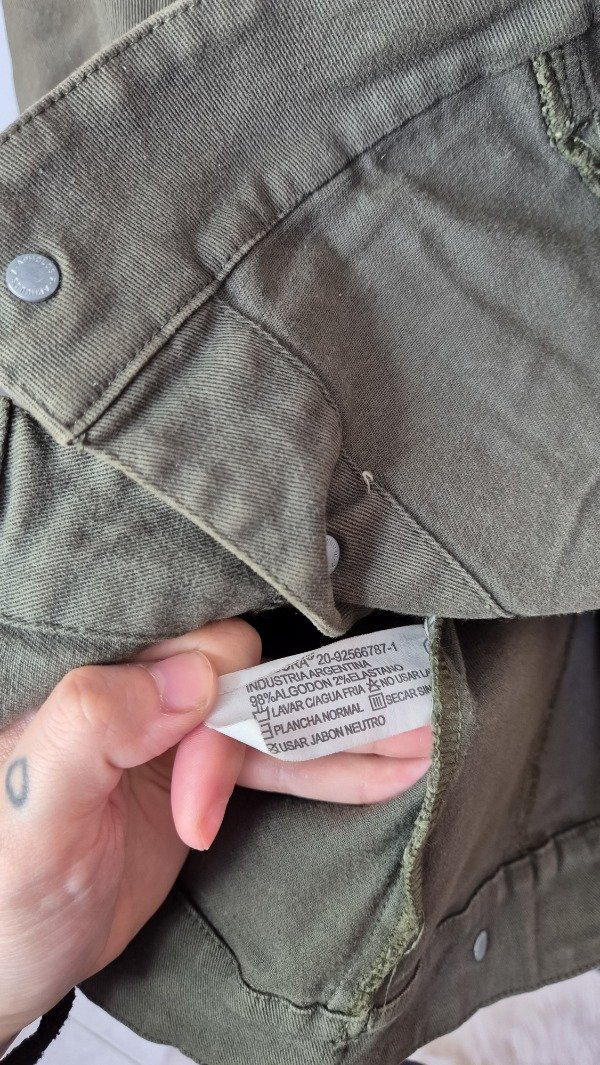 20-92566787-1
INDUSTRIA ARGENTINA
98%ALGODON 2%ELASTANO
LAVAR C/AGUA FRIA NO USAR
PLANCHA NORMAL SECAR SIN
USAR JABON NEUTRO